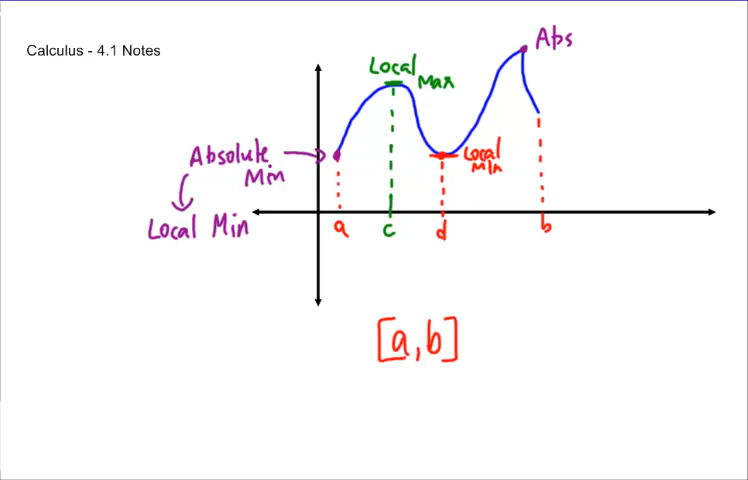 Calculus - 4.1 Notes
Abs
Local
Max
Absolute
Min
Local
Min
Local Min
a
c
d
b
[a,b]